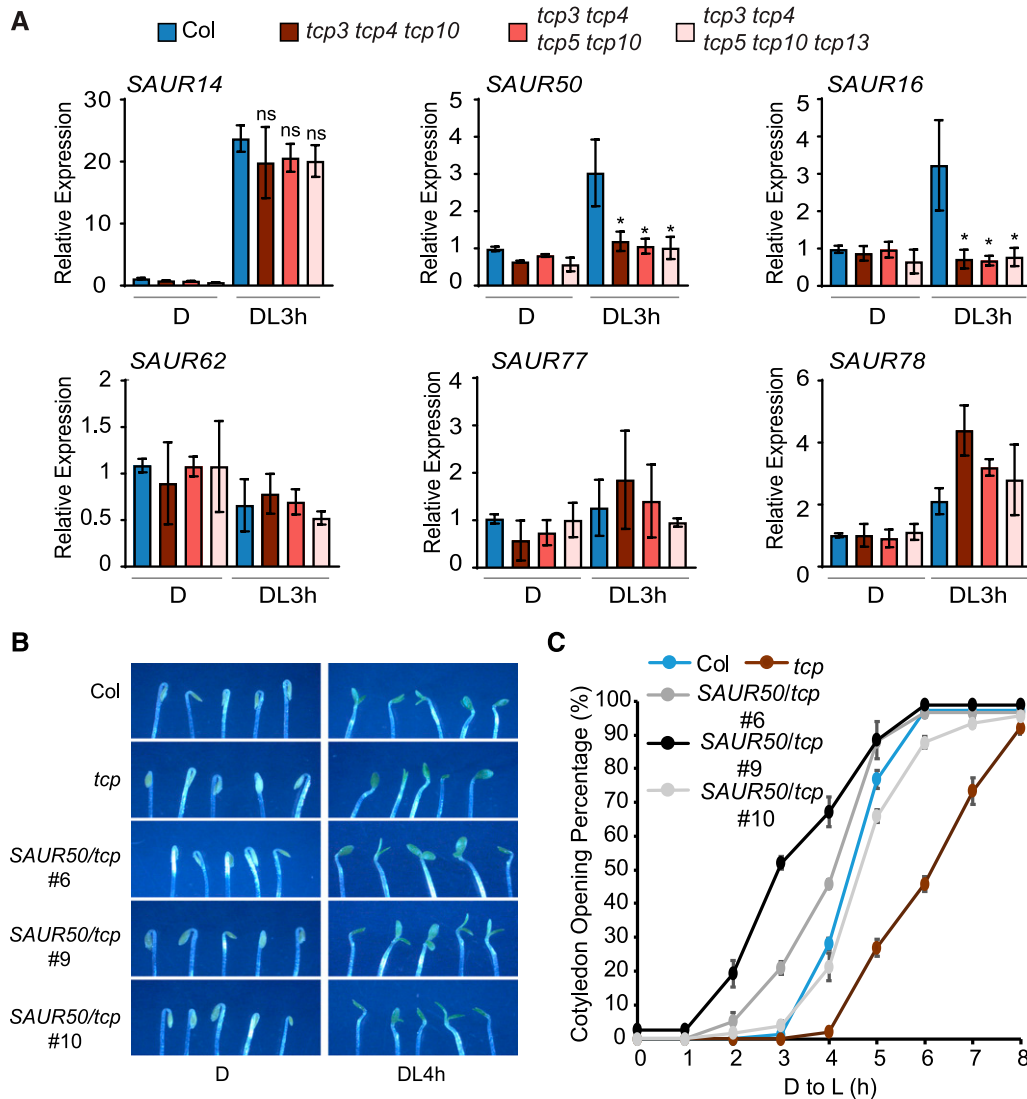 A
Col
tcp3 tcp4 tcp10
tcp3 tcp4
tcp5 tcp10
tcp3 tcp4
tcp5 tcp10 tcp13
SAUR14
Relative Expression
30
20
10
0
ns
ns
ns
D
DL3h
SAUR50
Relative Expression
5
4
3
2
1
0
*
*
*
D
DL3h
SAUR16
Relative Expression
5
4
3
2
1
0
*
*
*
D
DL3h
SAUR62
Relative Expression
2
1.5
1
0.5
0
D
DL3h
SAUR77
Relative Expression
4
3
2
1
0
D
DL3h
SAUR78
Relative Expression
6
4
2
0
D
DL3h
B
Col
tcp
SAUR50/tcp
#6
SAUR50/tcp
#9
SAUR50/tcp
#10
D
DL4h
C
Col
tcp
SAUR50/tcp
#6
SAUR50/tcp
#9
SAUR50/tcp
#10
Cotyledon Opening Percentage (%)
100
90
80
70
60
50
40
30
20
10
0
0 1 2 3 4 5 6 7 8
D to L (h)